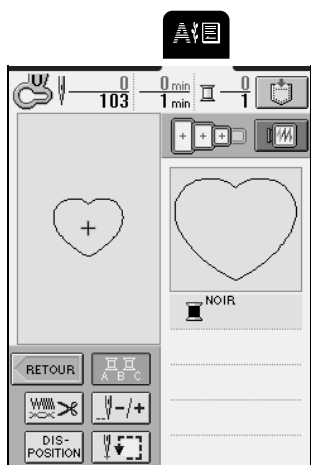 A
U
0
103
0 min
1 min
0
1
NOIR
RETOUR
A B C
-/+
DIS-
POSITION